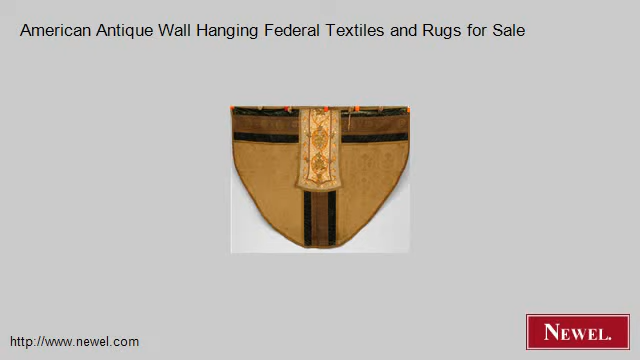 American Antique Wall Hanging Federal Textiles and Rugs for Sale
http://www.newel.com
NEWEL.